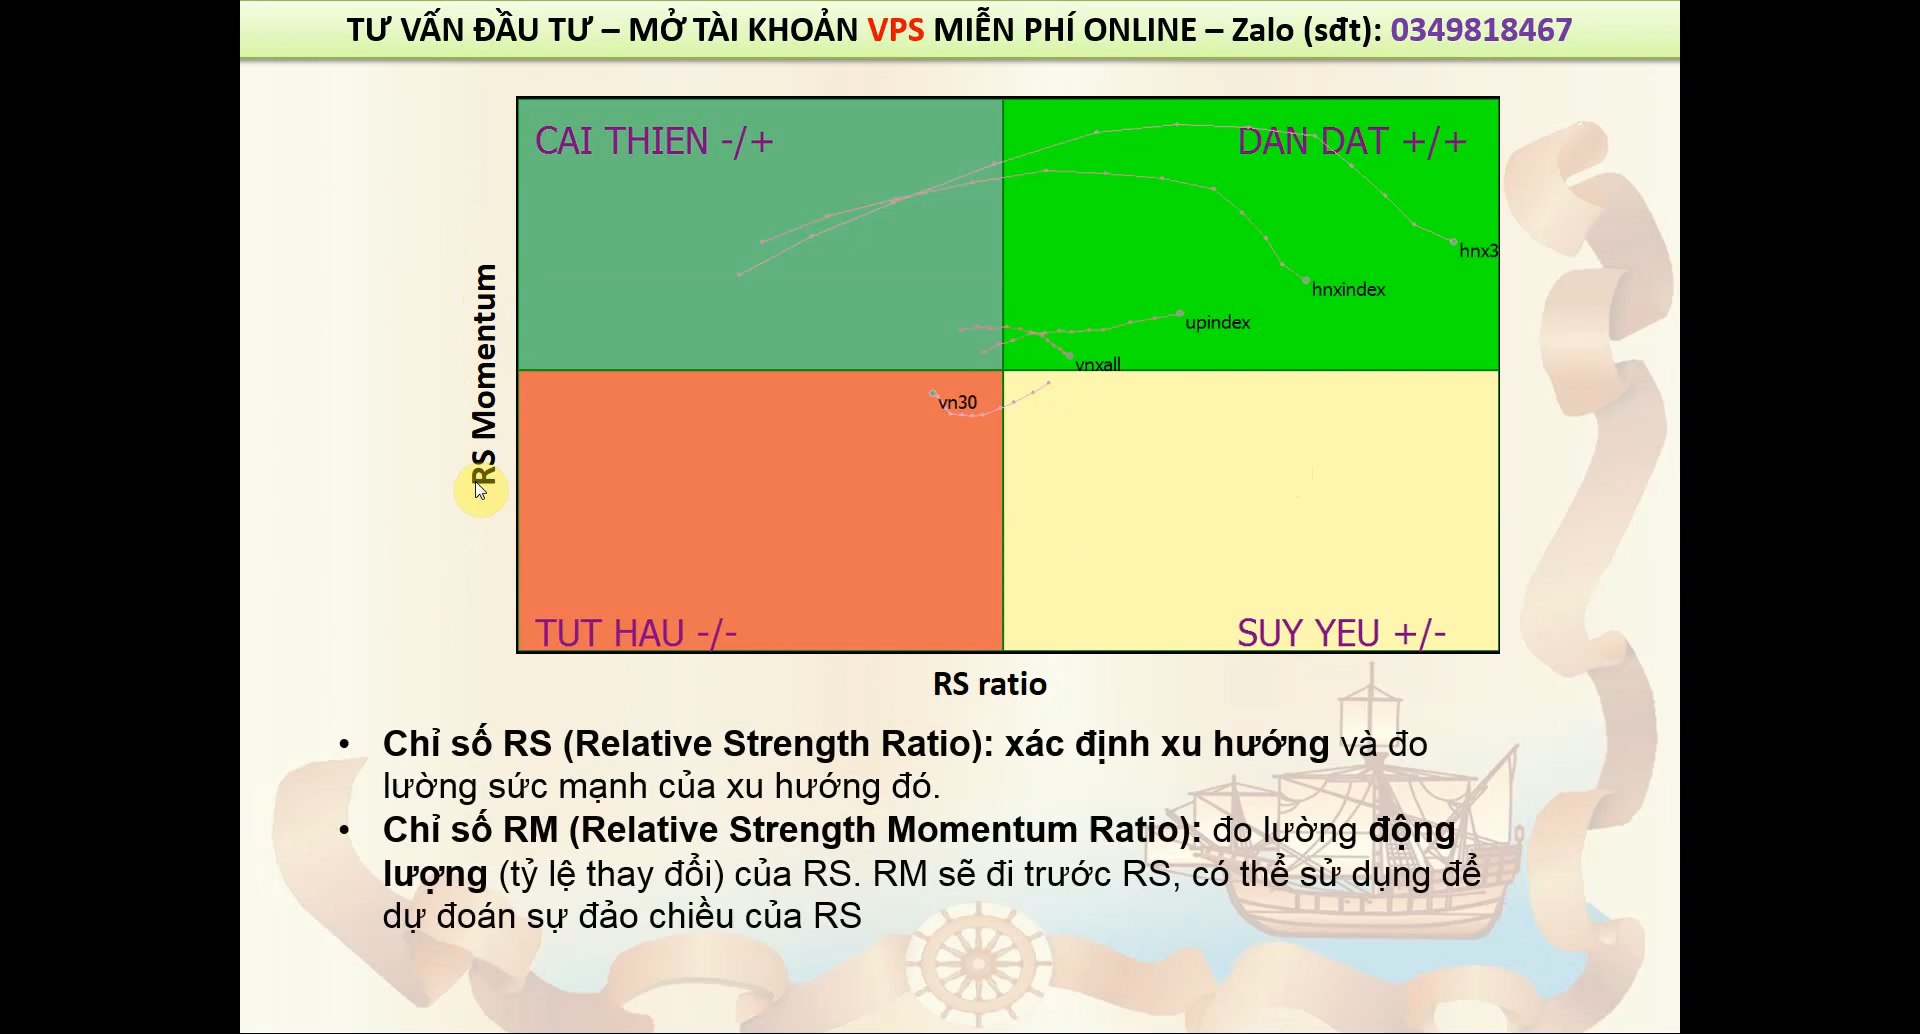 TƯ VẤN ĐẦU TƯ – MỞ TÀI KHOẢN VPS MIỄN PHÍ ONLINE – Zalo (sđt): 0349818467
CAI THIEN -/+
DAN DAT +/+
hnx3
hnxindex
upindex
vnxall
vn30
RS Momentum
TUT HAU -/-
SUY YEU +/-
RS ratio
• Chỉ số RS (Relative Strength Ratio): xác định xu hướng và đo
lường sức mạnh của xu hướng đó.
• Chỉ số RM (Relative Strength Momentum Ratio): đo lường động
lượng (tỷ lệ thay đổi) của RS. RM sẽ đi trước RS, có thể sử dụng để
dự đoán sự đảo chiều của RS